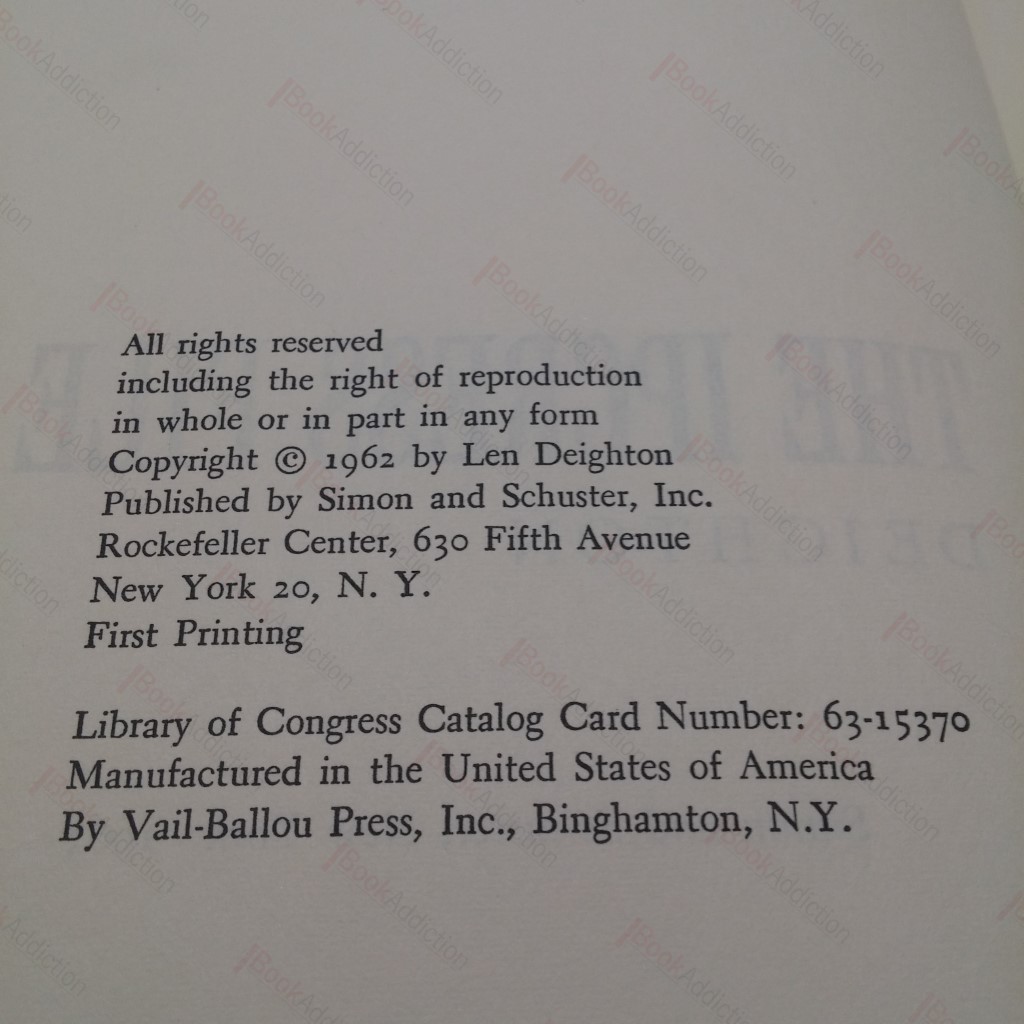 All rights reserved
including the right of reproduction
in whole or in part in any form
Copyright © 1962 by Len Deighton
Published by Simon and Schuster, Inc.
Rockefeller Center, 630 Fifth Avenue
New York 20, N. Y.
First Printing
Library of Congress Catalog Card Number: 63-15370
Manufactured in the United States of America
By Vail-Ballou Press, Inc., Binghamton, N.Y.
BookAddiction